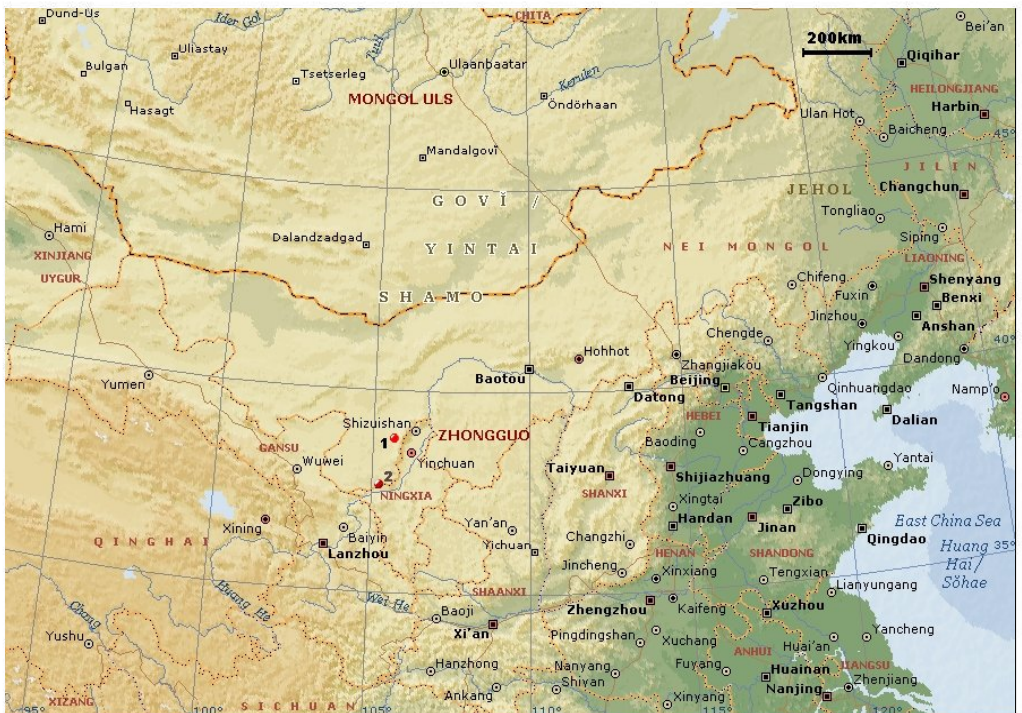 CHITA
Dund-Us
Ider Gol
Bei'an
Uliastay
Tuul
200km
Qiqihar
Bulgan
Tsetserleg
Ulaanbaatar
Kerulen
HEILONGJIANG
Hasagt
MONGOL ULS
Öndörhaan
Harbin
Ulan Hot
Baicheng
45°
Mandalgovĭ
JILIN
JEHOL
Changchun
GOVĬ /
Tongliao
Hami
Dalandzadgad
YINTAI
NEI MONGOL
Siping
XINJIANG
UYGUR
LIAONING
SHAMO
Chifeng
Shenyang
Fuxin
Benxi
Jinzhou
Anshan
Chengde
Yingkou
40°
Hohhot
Zhangjiakou
Dandong
Yumen
Baotou
Datong
Beijing
Qinhuangdao
Namp'o
Tangshan
HEBEI
Dalian
Shizuishan
Tianjin
1
ZHONGGUO
Baoding
Cangzhou
GANSU
Wuwei
Yinchuan
Yantai
Taiyuan
Shijiazhuang
Dongying
2
NINGXIA
SHANXI
Xingtai
Zibo
Xining
Yan'an
Handan
Jinan
East China Sea
QINGHAI
Baiyin
Changzhi
Qingdao
Lanzhou
Yichuan
HENAN
SHANDONG
Huang
Hai /
Sŏhae
35°
Jincheng
Xinxiang
Tengxian
Huang He
SHAANXI
Lianyungang
Wei He
Zhengzhou
Kaifeng
Xuzhou
Chang
Baoji
Yushu
Xi'an
Pingdingshan
Xuchang
Huai'an
Yancheng
ANHUI
Hanzhong
Nanyang
Fuyang
Huainan
JIANGSU
Ankang
Shiyan
Nanjing
Zhenjiang
XIZANG
SICHUAN
Xinyang
95°
100°
105°
110°
115°
120°